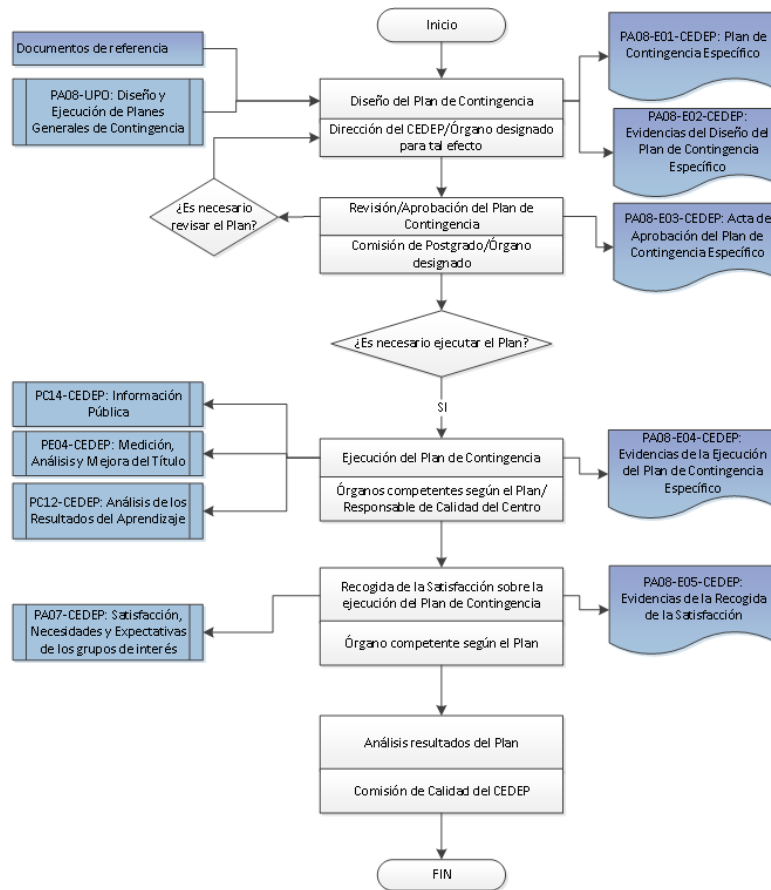 Inicio
Documentos de referencia
PA08-UPO: Diseño y
Ejecución de Planes
Generales de Contingencia
Diseño del Plan de Contingencia
Dirección del CEDEP/Órgano designado
para tal efecto
PA08-E01-CEDEP: Plan de
Contingencia Específico
PA08-E02-CEDEP:
Evidencias del Diseño del
Plan de Contingencia
Específico
¿Es necesario
revisar el Plan?
Revisión/Aprobación del Plan de
Contingencia
Comisión de Postgrado/Órgano
designado
PA08-E03-CEDEP: Acta de
Aprobación del Plan de
Contingencia Específico
¿Es necesario ejecutar el Plan?
SI
PC14-CEDEP: Información
Pública
PE04-CEDEP: Medición,
Análisis y Mejora del Título
PC12-CEDEP: Análisis de los
Resultados del Aprendizaje
Ejecución del Plan de Contingencia
Órganos competentes según el Plan/
Responsable de Calidad del Centro
PA08-E04-CEDEP:
Evidencias de la Ejecución
del Plan de Contingencia
Específico
Recogida de la Satisfacción sobre la
ejecución del Plan de Contingencia
Órgano competente según el Plan
PA07-CEDEP: Satisfacción,
Necesidades y Expectativas
de los grupos de interés
PA08-E05-CEDEP:
Evidencias de la Recogida
de la Satisfacción
Análisis resultados del Plan
Comisión de Calidad del CEDEP
FIN